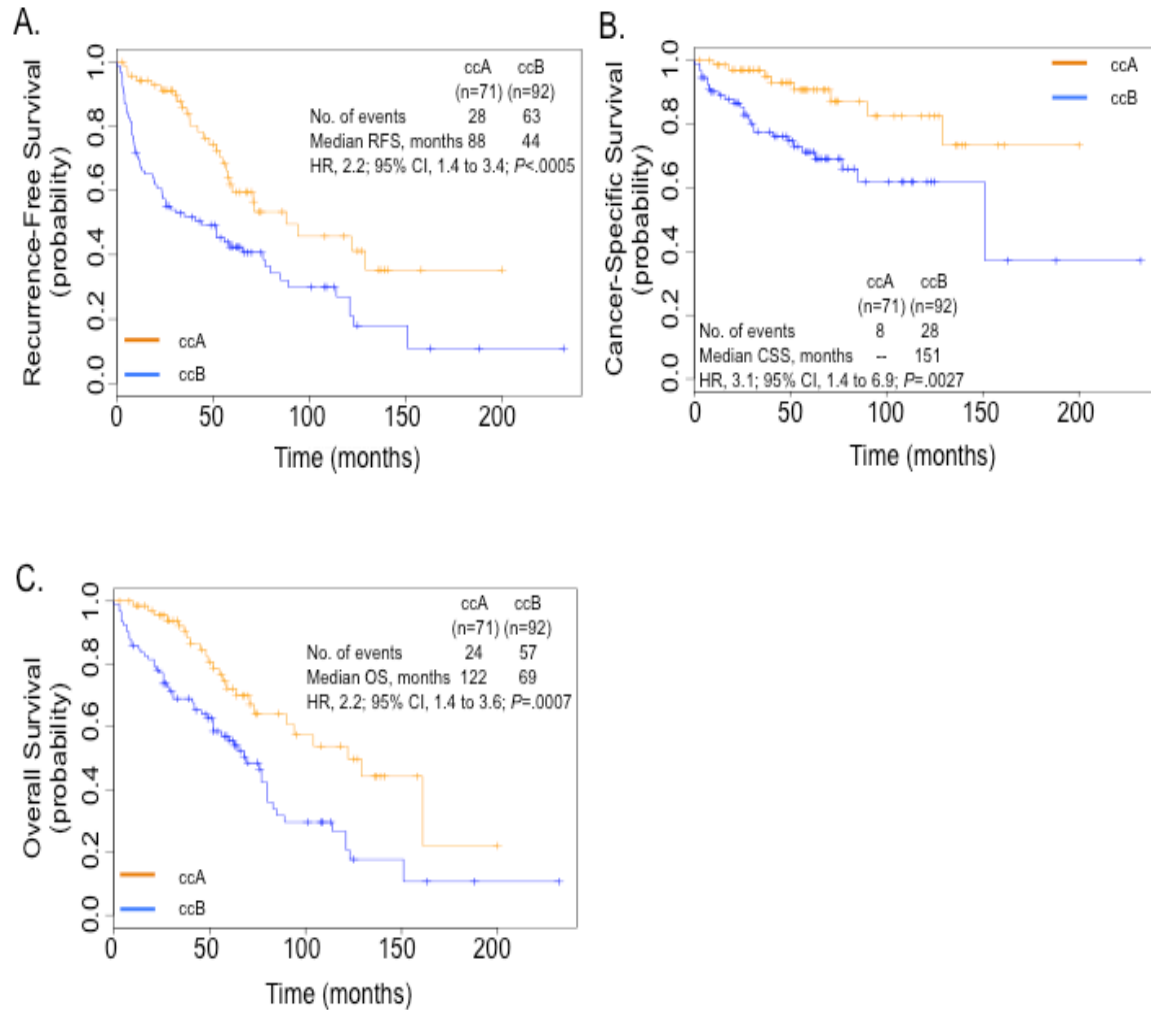 A.
Recurrence-Free Survival
(probability)
1.0
0.8
0.6
0.4
0.2
0.0
ccA ccB
(n=71) (n=92)
No. of events 28 63
Median RFS, months 88 44
HR, 2.2; 95% CI, 1.4 to 3.4; P<.0005
ccA
ccB
0 50 100 150 200
Time (months)
B.
Cancer-Specific Survival
(probability)
1.0
0.8
0.6
0.4
0.2
0.0
ccA
ccB
ccA ccB
(n=71) (n=92)
No. of events 8 28
Median CSS, months -- 151
HR, 3.1; 95% CI, 1.4 to 6.9; P=.0027
0 50 100 150 200
Time (months)
C.
Overall Survival
(probability)
1.0
0.8
0.6
0.4
0.2
0.0
ccA ccB
(n=71) (n=92)
No. of events 24 57
Median OS, months 122 69
HR, 2.2; 95% CI, 1.4 to 3.6; P=.0007
ccA
ccB
0 50 100 150 200
Time (months)